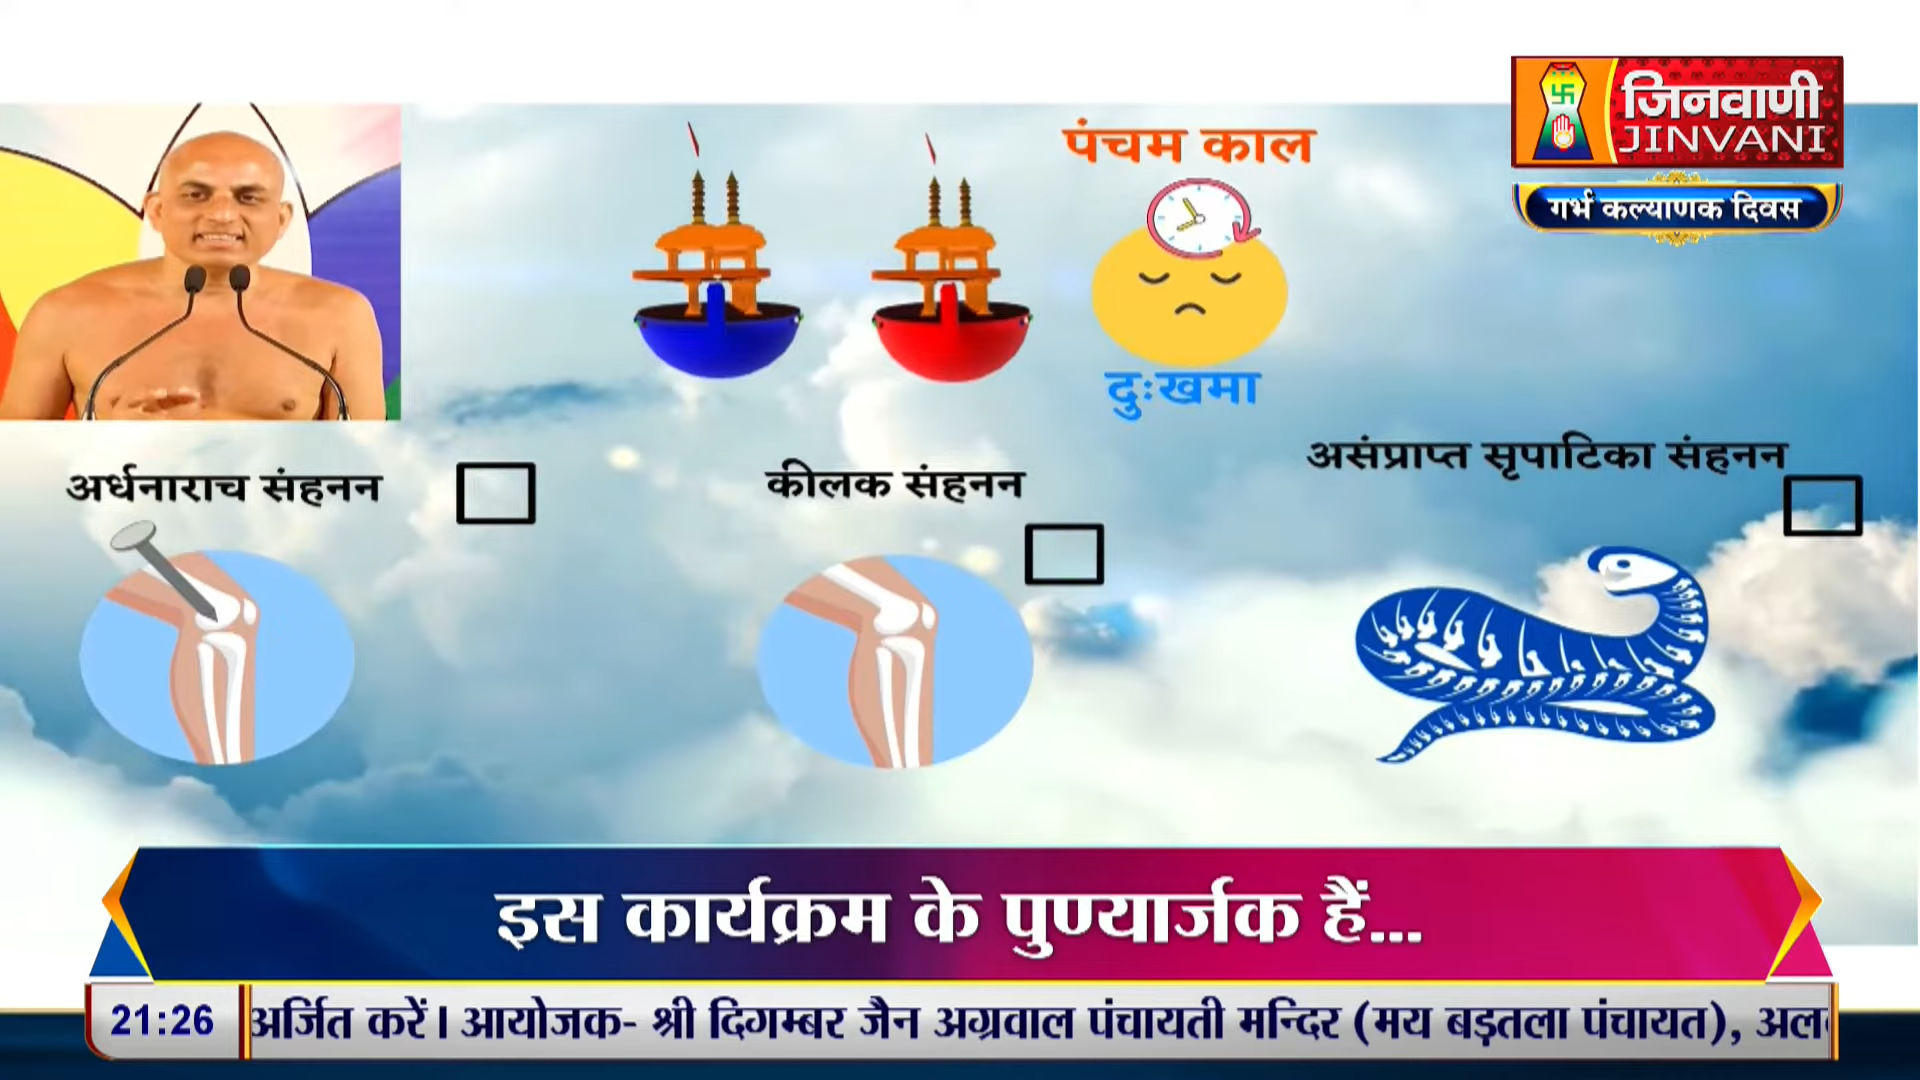 जिनवाणी
JINVANI
गर्भ कल्याणक दिवस
पंचम काल
दुःखमा
अर्धनाराच संहनन
कीलक संहनन
असंप्राप्त सृपाटिका संहनन
इस कार्यक्रम के पुण्यार्जक हैं...
21:26 अर्जित करें। आयोजक- श्री दिगम्बर जैन अग्रवाल पंचायती मन्दिर (मय बड़तला पंचायत),